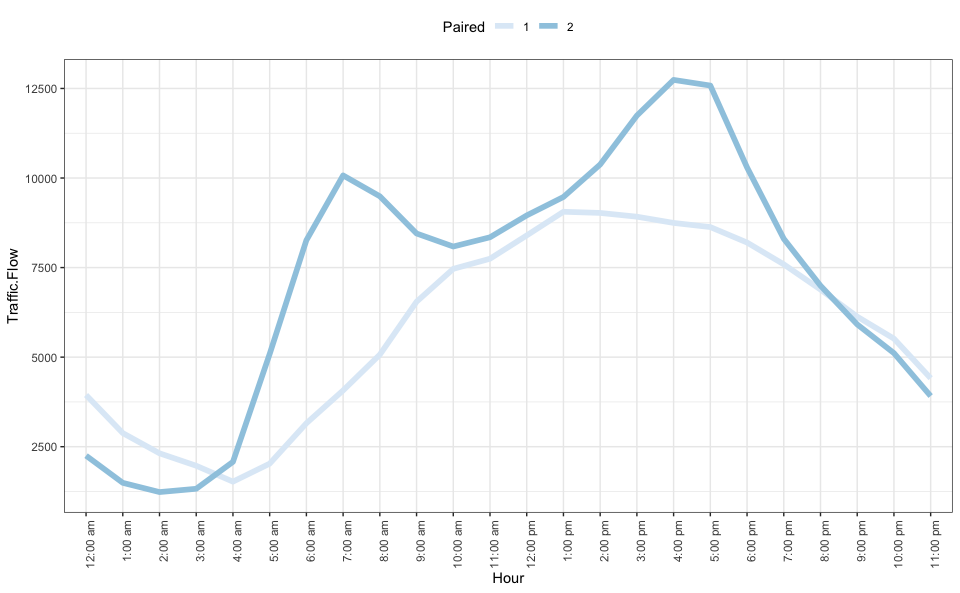 Paired 1 2
12500
10000
7500
5000
2500
Traffic.Flow
12:00 am
1:00 am
2:00 am
3:00 am
4:00 am
5:00 am
6:00 am
7:00 am
8:00 am
9:00 am
10:00 am
11:00 am
12:00 pm
1:00 pm
2:00 pm
3:00 pm
4:00 pm
5:00 pm
6:00 pm
7:00 pm
8:00 pm
9:00 pm
10:00 pm
11:00 pm
Hour